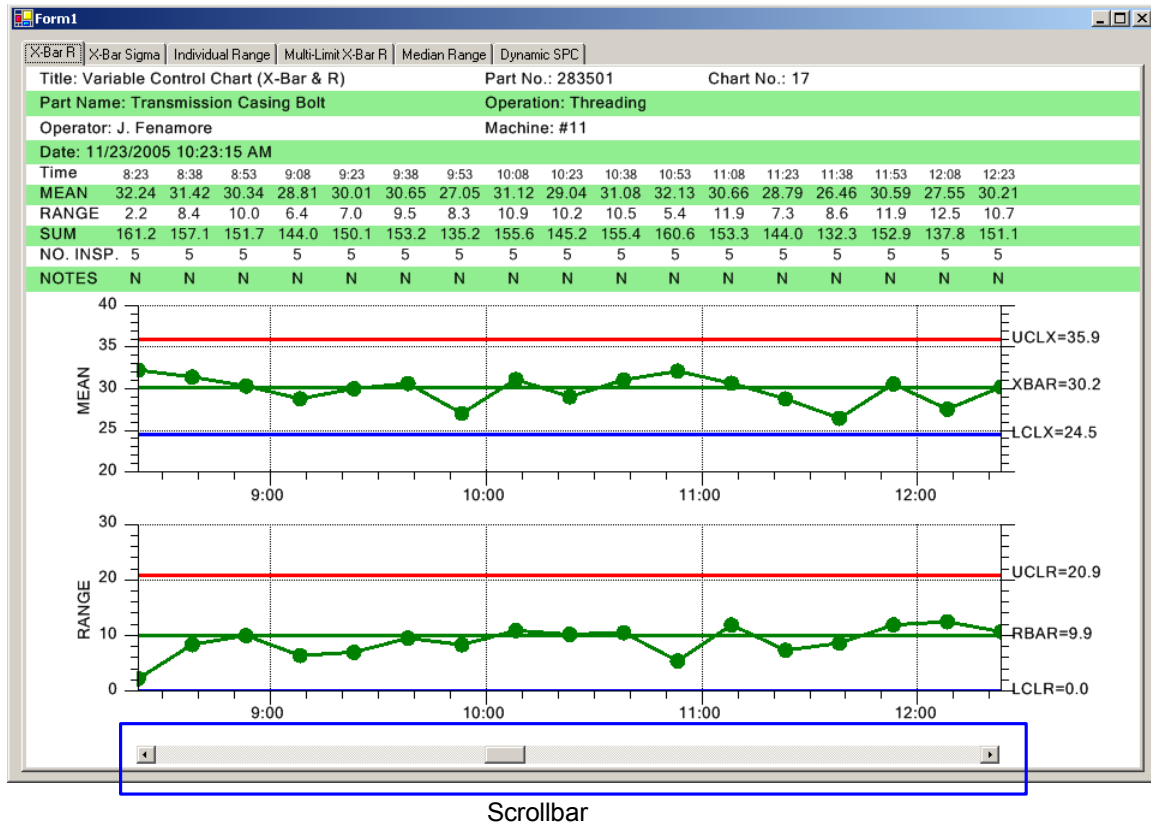 Form1
X-Bar R X-Bar Sigma Individual Range Multi-Limit X-Bar R Median Range Dynamic SPC
Title: Variable Control Chart (X-Bar & R) Part No.: 283501 Chart No.: 17
Part Name: Transmission Casing Bolt Operation: Threading
Operator: J. Fenamore Machine: #11
Date: 11/23/2005 10:23:15 AM
Time 8:23 8:38 8:53 9:08 9:23 9:38 9:53 10:08 10:23 10:38 10:53 11:08 11:23 11:38 11:53 12:08 12:23
MEAN 32.24 31.42 30.34 28.81 30.01 30.65 27.05 31.12 29.04 31.08 32.13 30.66 28.79 26.46 30.59 27.55 30.21
RANGE 2.2 8.4 10.0 6.4 7.0 9.5 8.3 10.9 10.2 10.5 5.4 11.9 7.3 8.6 11.9 12.5 10.7
SUM 161.2 157.1 151.7 144.0 150.1 153.2 135.2 155.6 145.2 155.4 160.6 153.3 144.0 132.3 152.9 137.8 151.1
NO. INSP. 5 5 5 5 5 5 5 5 5 5 5 5 5 5 5 5 5
NOTES N N N N N N N N N N N N N N N N N
40
UCLX=35.9
35
MEAN
30
XBAR=30.2
25
LCLX=24.5
20
9:00 10:00 11:00 12:00
30
UCLR=20.9
20
RANGE
10
RBAR=9.9
0
LCLR=0.0
9:00 10:00 11:00 12:00
Scrollbar